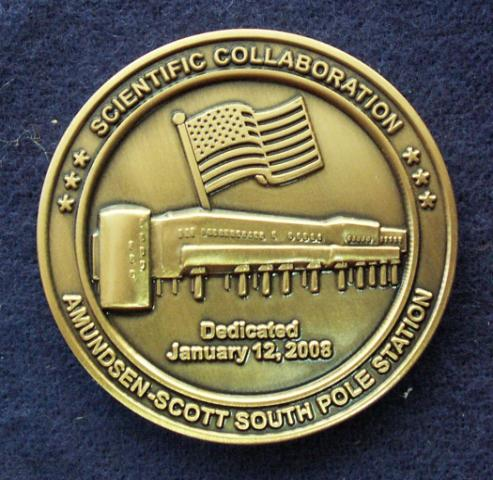 SCIENTIFIC COLLABORATION
Dedicated
January 12, 2008
AMUNDSEN-SCOTT SOUTH POLE STATION